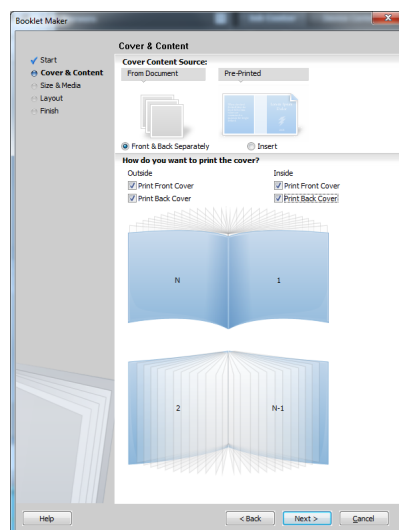 Booklet Maker
Cover & Content
Start
Cover & Content
Size & Media
Layout
Finish
Cover Content Source:
From Document Pre-Printed
Front & Back Separately Insert
How do you want to print the cover?
Outside Inside
Print Front Cover Print Front Cover
Print Back Cover Print Back Cover
N 1
2 N-1
Help < Back Next > Cancel